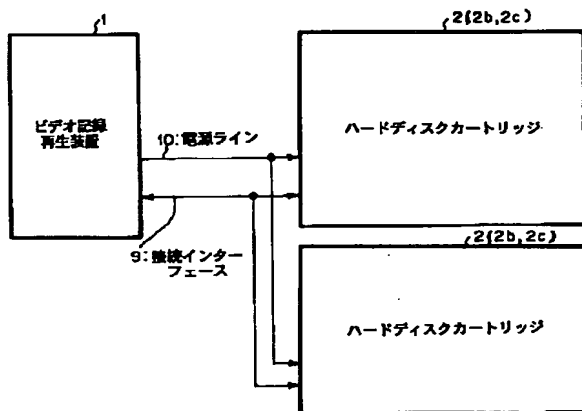 1
2(2b,2c)
ビデオ記録
再生装置
ハードディスクカートリッジ
10:電源ライン
9:接続インター
フェース
2(2b,2c)
ハードディスクカートリッジ